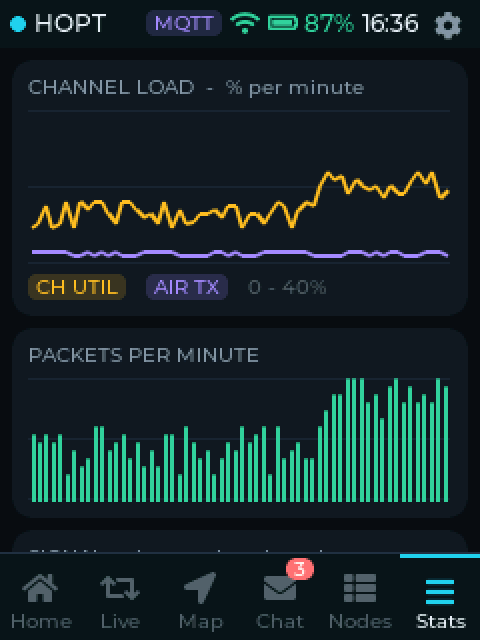 HOPT MQTT 87% 16:36
CHANNEL LOAD - % per minute
CH UTIL AIR TX 0 - 40%
PACKETS PER MINUTE
3
Home Live Map Chat Nodes Stats